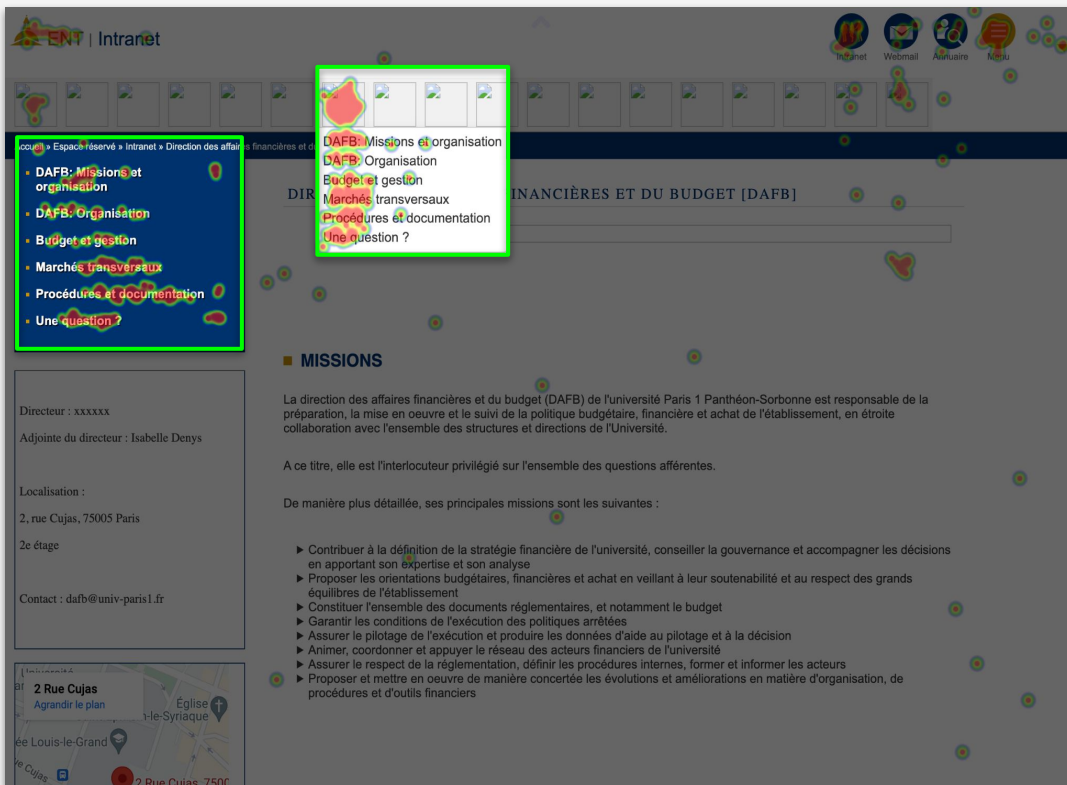 ENT | Intranet
Intranet
Webmail
Annuaire
Menu
Accueil » Espace réservé » Intranet » Direction des affaires financières et du
DAFB: Missions et organisation
DAFB: Organisation
Budget et gestion
Marchés transversaux
Procédures et documentation
Une question ?
DAFB: Missions et
organisation
DAFB: Organisation
Budget et gestion
Marchés transversaux
Procédures et documentation
Une question ?
FINANCIÈRES ET DU BUDGET [DAFB]
MISSIONS
La direction des affaires financières et du budget (DAFB) de l'université Paris 1 Panthéon-Sorbonne est responsable de la
préparation, la mise en oeuvre et le suivi de la politique budgétaire, financière et achat de l'établissement, en étroite
collaboration avec l'ensemble des structures et directions de l'Université.
A ce titre, elle est l'interlocuteur privilégié sur l'ensemble des questions afférentes.
De manière plus détaillée, ses principales missions sont les suivantes :
▶ Contribuer à la définition de la stratégie financière de l'université, conseiller la gouvernance et accompagner les décisions
en apportant son expertise et son analyse
▶ Proposer les orientations budgétaires, financières et achat en veillant à leur soutenabilité et au respect des grands
équilibres de l'établissement
▶ Constituer l'ensemble des documents réglementaires, et notamment le budget
▶ Garantir les conditions de l'exécution des politiques arrêtées
▶ Assurer le pilotage de l'exécution et produire les données d'aide au pilotage et à la décision
▶ Animer, coordonner et appuyer le réseau des acteurs financiers de l'université
▶ Assurer le respect de la réglementation, définir les procédures internes, former et informer les acteurs
▶ Proposer et mettre en oeuvre de manière concertée les évolutions et améliorations en matière d'organisation, de
procédures et d'outils financiers
Directeur : xxxxxx
Adjointe du directeur : Isabelle Denys
Localisation :
2, rue Cujas, 75005 Paris
2e étage
Contact : dafb@univ-paris1.fr
2 Rue Cujas
Agrandir le plan
Église
n-le-Syriaque
ée Louis-le-Grand
Cujas
2 Rue Cujas, 7500